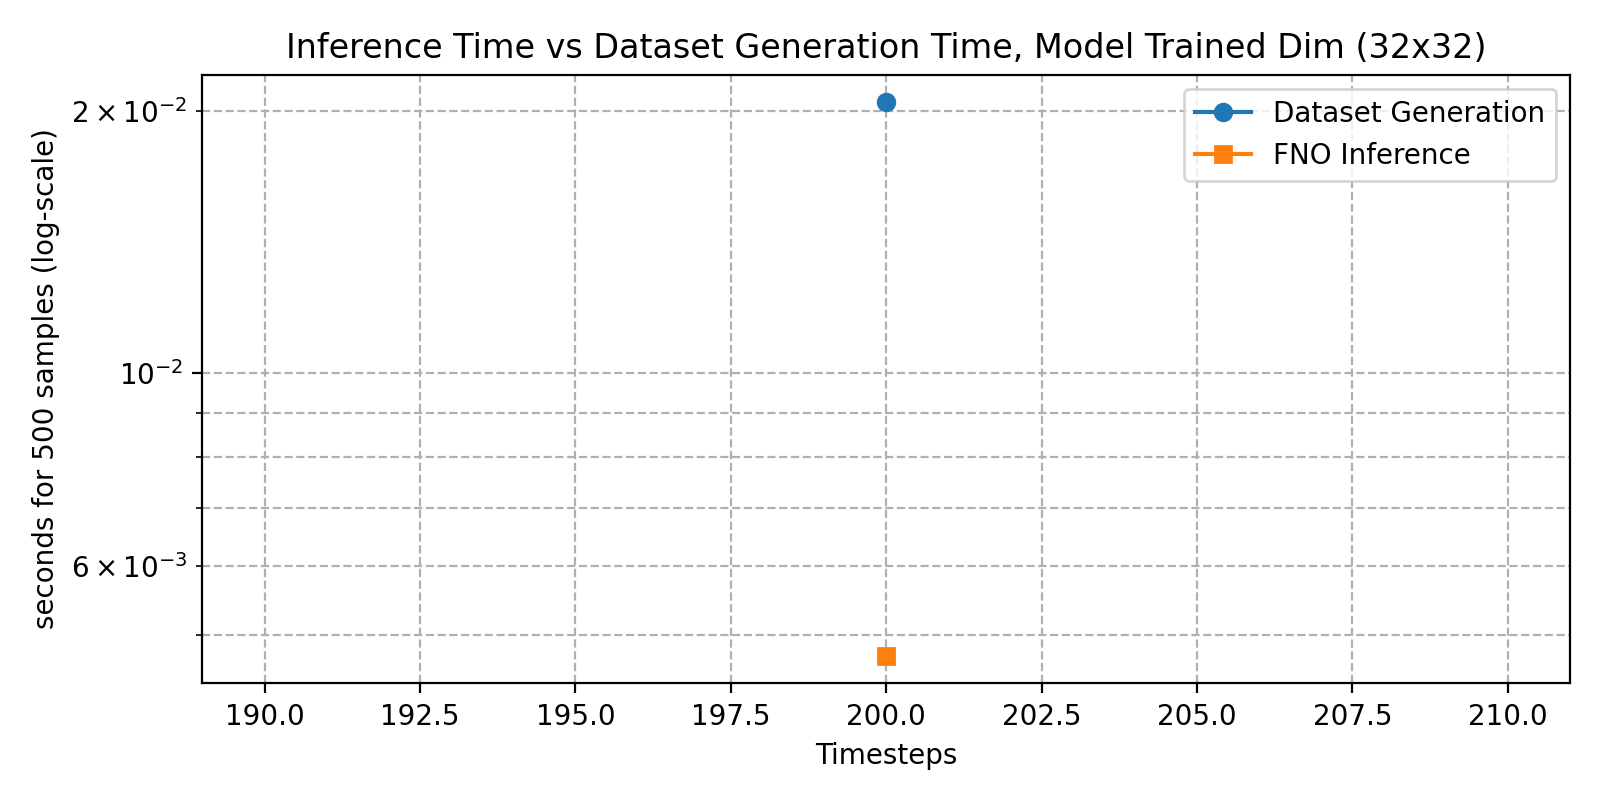 Inference Time vs Dataset Generation Time, Model Trained Dim (32x32)
seconds for 500 samples (log-scale)
2 × 10⁻²
10⁻²
6 × 10⁻³
Dataset Generation
FNO Inference
190.0 192.5 195.0 197.5 200.0 202.5 205.0 207.5 210.0
Timesteps